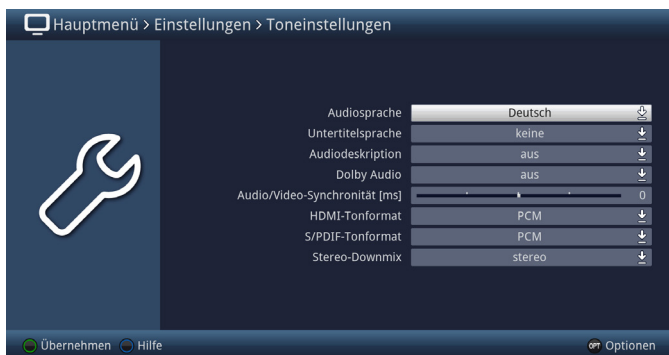 Hauptmenü > Einstellungen > Toneinstellungen
Audiosprache Deutsch
Untertitelsprache keine
Audiodeskription aus
Dolby Audio aus
Audio/Video-Synchronität [ms] 0
HDMI-Tonformat PCM
S/PDIF-Tonformat PCM
Stereo-Downmix stereo
Übernehmen Hilfe OPT Optionen